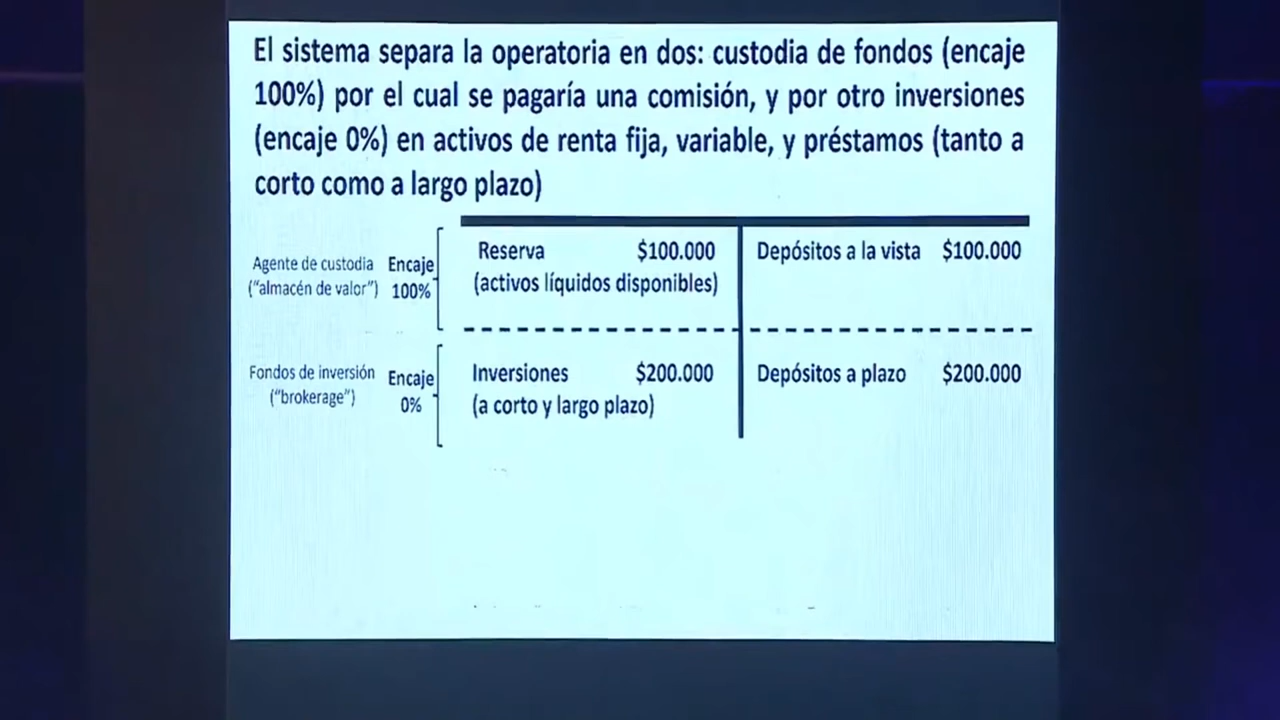 El sistema separa la operatoria en dos: custodia de fondos (encaje
100%) por el cual se pagaría una comisión, y por otro inversiones
(encaje 0%) en activos de renta fija, variable, y préstamos (tanto a
corto como a largo plazo)
Agente de custodia
("almacén de valor")
Encaje
100%
Reserva $100.000
(activos líquidos disponibles)
Depósitos a la vista $100.000
Fondos de inversión
("brokerage")
Encaje
0%
Inversiones $200.000
(a corto y largo plazo)
Depósitos a plazo $200.000